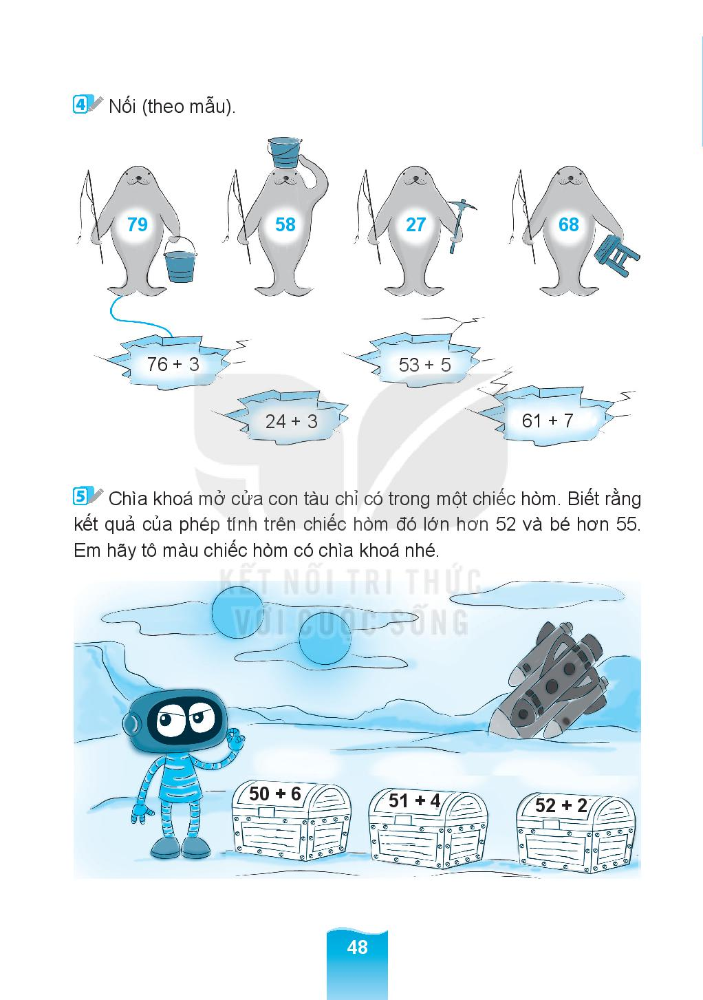 4 Nối (theo mẫu).
79 58 27 68
76 + 3 53 + 5
24 + 3 61 + 7
5 Chìa khoá mở cửa con tàu chỉ có trong một chiếc hòm. Biết rằng
kết quả của phép tính trên chiếc hòm đó lớn hơn 52 và bé hơn 55.
Em hãy tô màu chiếc hòm có chìa khoá nhé.
KẾT NỐI TRI THỨC
VỚI CUỘC SỐNG
50 + 6 51 + 4 52 + 2
48